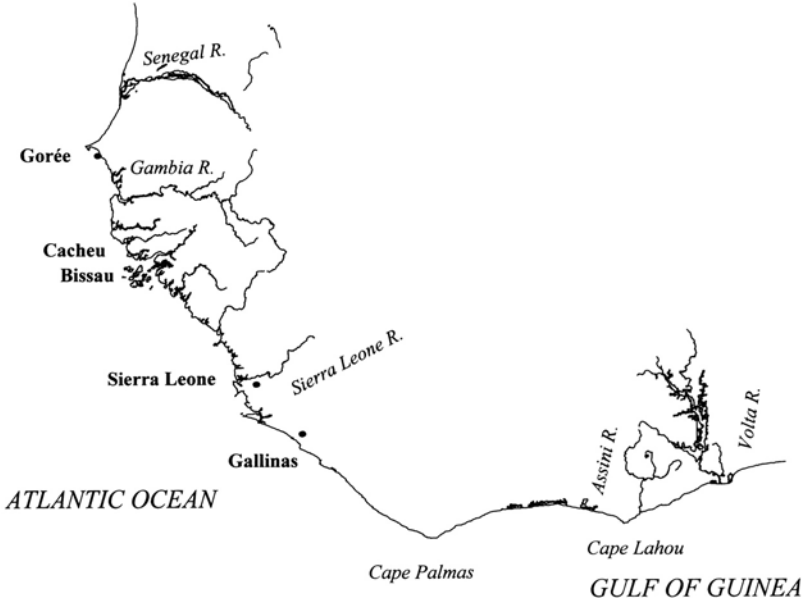 Senegal R.
Gorée
Gambia R.
Cacheu
Bissau
Sierra Leone
Sierra Leone R.
Gallinas
Assini R.
Volta R.
ATLANTIC OCEAN
Cape Lahou
Cape Palmas
GULF OF GUINEA